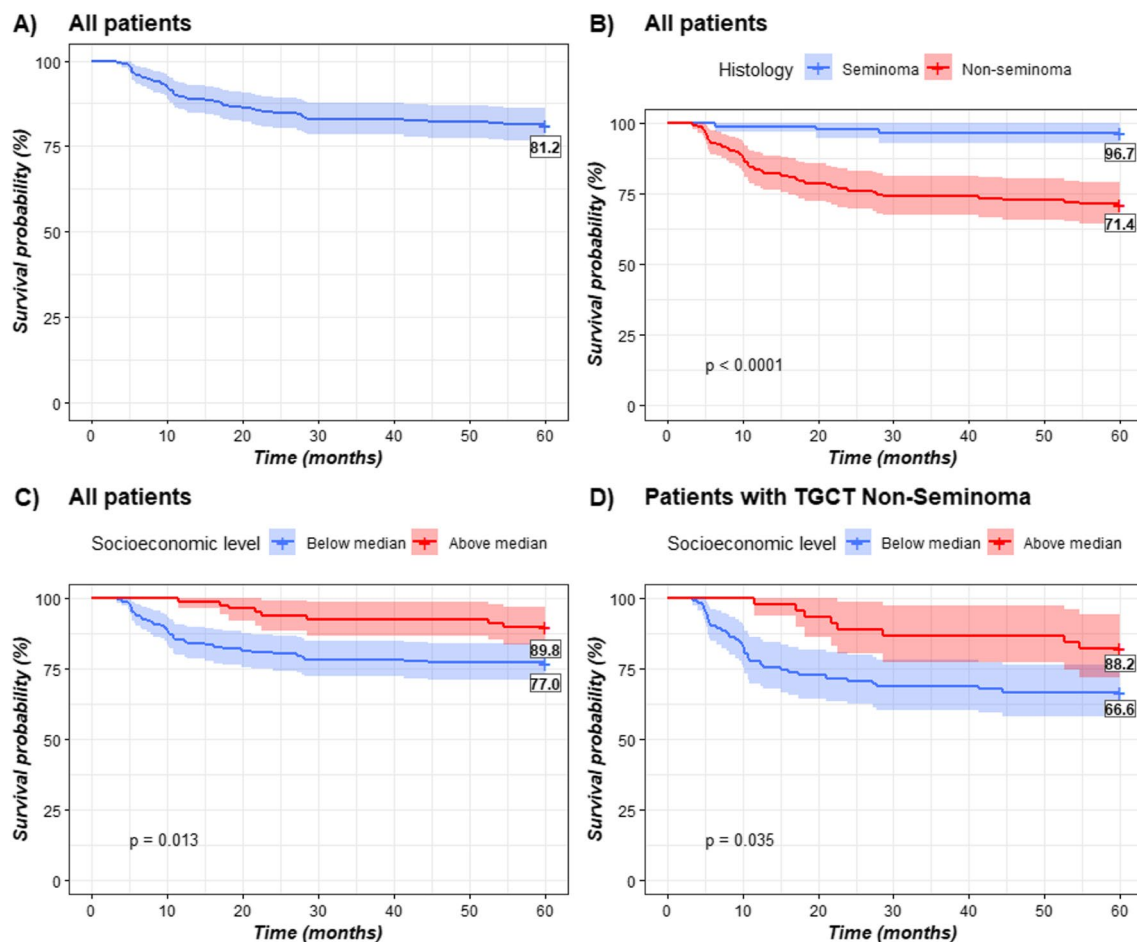 A) All patients
Survival probability (%)
100
75
50
25
0
81.2
0 10 20 30 40 50 60
Time (months)
B) All patients
Histology Seminoma Non-seminoma
Survival probability (%)
100
75
50
25
0
96.7
71.4
p < 0.0001
0 10 20 30 40 50 60
Time (months)
C) All patients
Socioeconomic level Below median Above median
Survival probability (%)
100
75
50
25
0
89.8
77.0
p = 0.013
0 10 20 30 40 50 60
Time (months)
D) Patients with TGCT Non-Seminoma
Socioeconomic level Below median Above median
Survival probability (%)
100
75
50
25
0
88.2
66.6
p = 0.035
0 10 20 30 40 50 60
Time (months)